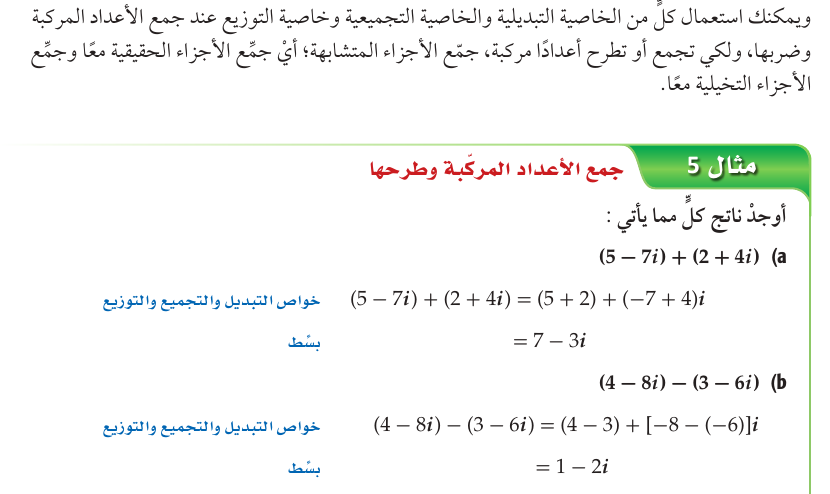 ويمكنك استعمال كلٍّ من الخاصية التبديلية والخاصية التجميعية وخاصية التوزيع عند جمع الأعداد المركبة
وضربها، ولكي تجمع أو تطرح أعدادًا مركبة، جمّع الأجزاء المتشابهة؛ أيْ جمِّع الأجزاء الحقيقية معًا وجمِّع
الأجزاء التخيلية معًا.
مثال 5 جمع الأعداد المركّبة وطرحها
أوجدْ ناتج كلٍّ مما يأتي :
(a (5 − 7i) + (2 + 4i)
(5 − 7i) + (2 + 4i) = (5 + 2) + (−7 + 4)i خواص التبديل والتجميع والتوزيع
= 7 − 3i بسّط
(b (4 − 8i) − (3 − 6i)
(4 − 8i) − (3 − 6i) = (4 − 3) + [−8 − (−6)]i خواص التبديل والتجميع والتوزيع
= 1 − 2i بسّط